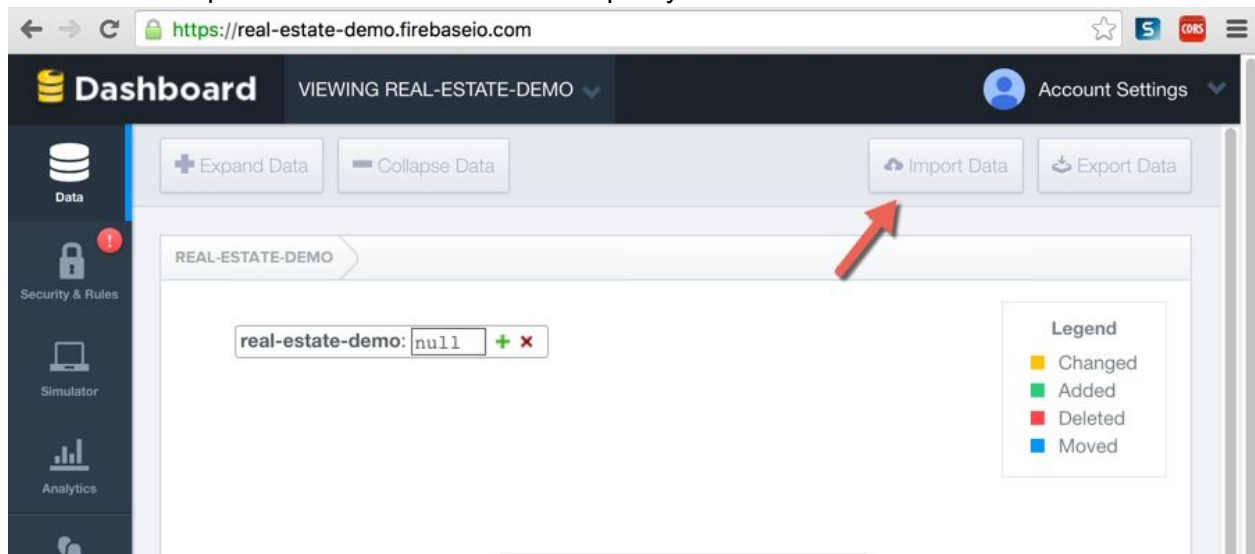 https://real-estate-demo.firebaseio.com
S
CORS
Dashboard
VIEWING REAL-ESTATE-DEMO
Account Settings
Expand Data
Collapse Data
Import Data
Export Data
Data
!
REAL-ESTATE-DEMO
Security & Rules
real-estate-demo: null
Legend
Changed
Added
Deleted
Moved
Simulator
Analytics